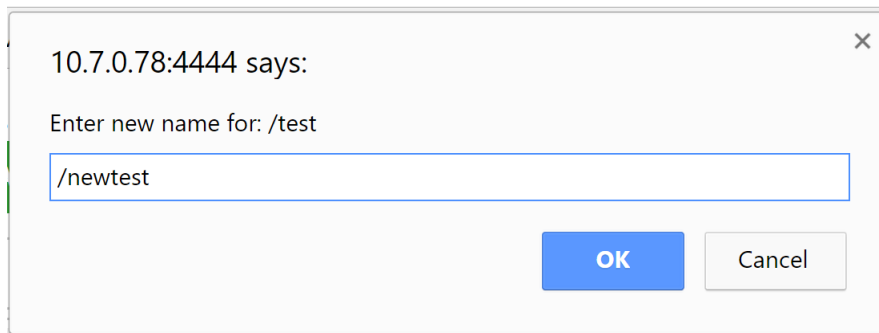 10.7.0.78:4444 says:
Enter new name for: /test
/newtest
OK
Cancel